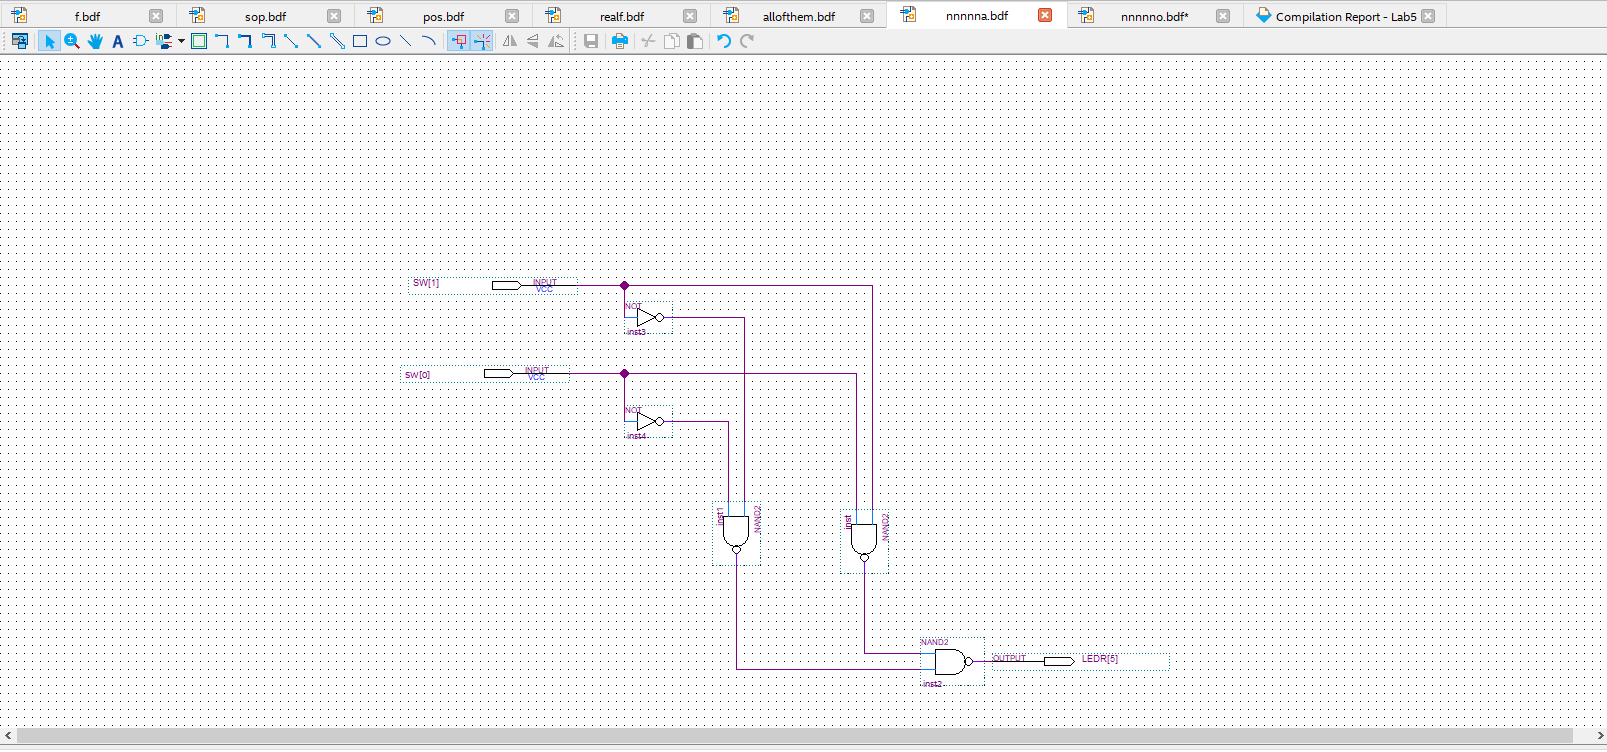 f.bdf
sop.bdf
pos.bdf
realf.bdf
allofthem.bdf
nnnnna.bdf
nnnnno.bdf*
Compilation Report - Lab5
A
SW[1]
INPUT
VCC
NOT
inst3
SW[0]
INPUT
VCC
NOT
inst4
inst1
NAND2
inst
NAND2
NAND2
inst2
OUTPUT
LEDR[5]